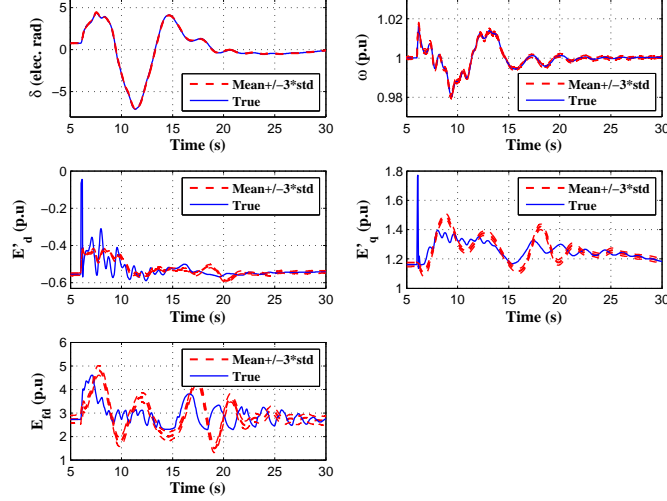 5
0
−5
δ (elec. rad)
Mean+/−3*std
True
5 10 15 20 25 30
Time (s)
1.02
1
0.98
ω (p.u)
Mean+/−3*std
True
5 10 15 20 25 30
Time (s)
0
−0.2
−0.4
−0.6
E'd (p.u)
Mean+/−3*std
True
5 10 15 20 25 30
Time (s)
1.8
1.6
1.4
1.2
1
E'q (p.u)
Mean+/−3*std
True
5 10 15 20 25 30
Time (s)
6
5
4
3
2
1
Efd (p.u)
Mean+/−3*std
True
5 10 15 20 25 30
Time (s)